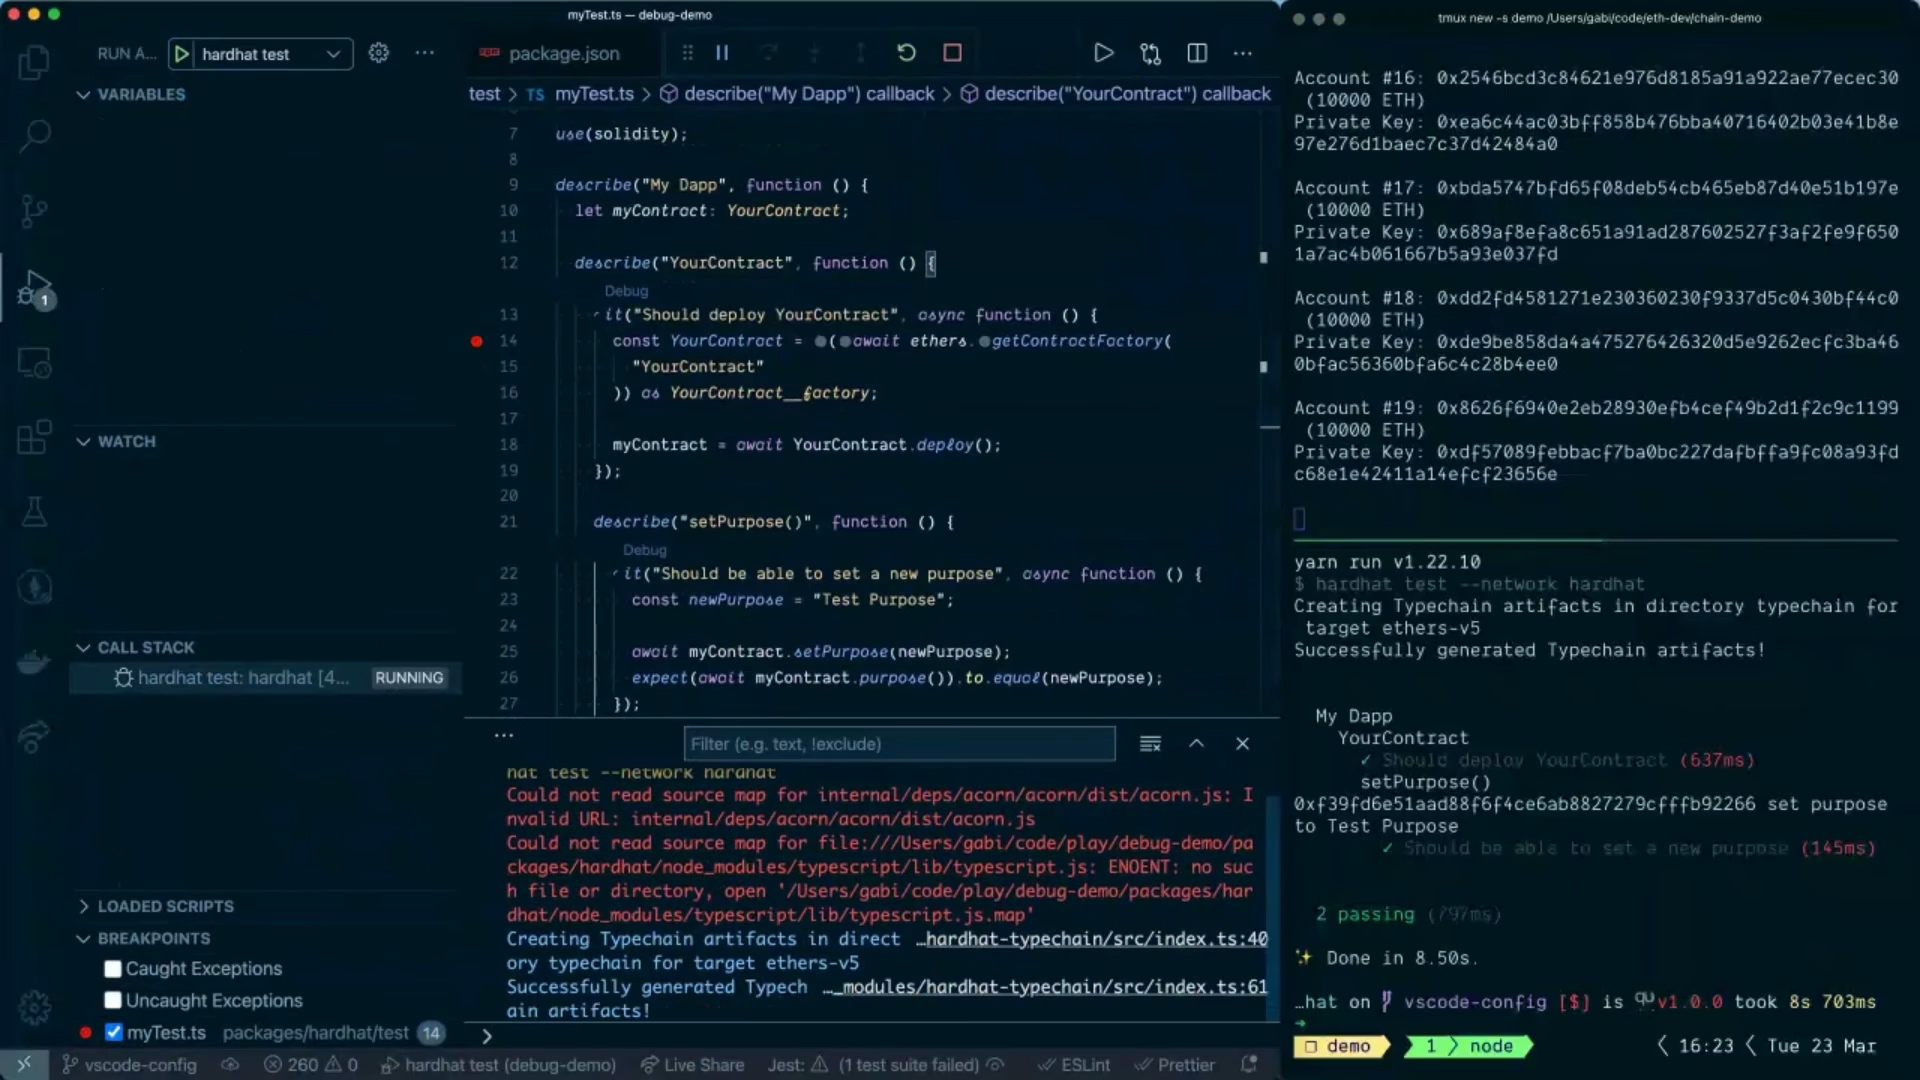 myTest.ts — debug-demo
RUN A... hardhat test
VARIABLES
WATCH
CALL STACK
hardhat test: hardhat [4... RUNNING
LOADED SCRIPTS
BREAKPOINTS
Caught Exceptions
Uncaught Exceptions
myTest.ts packages/hardhat/test 14
1
package.json
test > TS myTest.ts > describe("My Dapp") callback > describe("YourContract") callback
7 use(solidity);
8
9 describe("My Dapp", function () {
10 let myContract: YourContract;
11
12 describe("YourContract", function () {
Debug
13 it("Should deploy YourContract", async function () {
14 const YourContract = (await ethers.getContractFactory(
15 "YourContract"
16 )) as YourContract__factory;
17
18 myContract = await YourContract.deploy();
19 });
20
21 describe("setPurpose()", function () {
Debug
22 it("Should be able to set a new purpose", async function () {
23 const newPurpose = "Test Purpose";
24
25 await myContract.setPurpose(newPurpose);
26 expect(await myContract.purpose()).to.equal(newPurpose);
27 });
Filter (e.g. text, !exclude)
hat test --network hardhat
Could not read source map for internal/deps/acorn/acorn/dist/acorn.js: I
nvalid URL: internal/deps/acorn/acorn/dist/acorn.js
Could not read source map for file:///Users/gabi/code/play/debug-demo/pa
ckages/hardhat/node_modules/typescript/lib/typescript.js: ENOENT: no suc
h file or directory, open '/Users/gabi/code/play/debug-demo/packages/har
dhat/node_modules/typescript/lib/typescript.js.map'
Creating Typechain artifacts in direct …hardhat-typechain/src/index.ts:40
ory typechain for target ethers-v5
Successfully generated Typech …_modules/hardhat-typechain/src/index.ts:61
ain artifacts!
vscode-config 260 0 hardhat test (debug-demo) Live Share Jest: (1 test suite failed) ESLint Prettier
tmux new -s demo /Users/gabi/code/eth-dev/chain-demo
Account #16: 0x2546bcd3c84621e976d8185a91a922ae77ecec30
(10000 ETH)
Private Key: 0xea6c44ac03bff858b476bba40716402b03e41b8e
97e276d1baec7c37d42484a0
Account #17: 0xbda5747bfd65f08deb54cb465eb87d40e51b197e
(10000 ETH)
Private Key: 0x689af8efa8c651a91ad287602527f3af2fe9f650
1a7ac4b061667b5a93e037fd
Account #18: 0xdd2fd4581271e230360230f9337d5c0430bf44c0
(10000 ETH)
Private Key: 0xde9be858da4a475276426320d5e9262ecfc3ba46
0bfac56360bfa6c4c28b4ee0
Account #19: 0x8626f6940e2eb28930efb4cef49b2d1f2c9c1199
(10000 ETH)
Private Key: 0xdf57089febbacf7ba0bc227dafbffa9fc08a93fd
c68e1e42411a14efcf23656e
yarn run v1.22.10
$ hardhat test --network hardhat
Creating Typechain artifacts in directory typechain for
target ethers-v5
Successfully generated Typechain artifacts!
My Dapp
YourContract
✓ Should deploy YourContract (637ms)
setPurpose()
0xf39fd6e51aad88f6f4ce6ab8827279cfffb92266 set purpose
to Test Purpose
✓ Should be able to set a new purpose (145ms)
2 passing (797ms)
✨ Done in 8.50s.
…hat on vscode-config [$] is v1.0.0 took 8s 703ms
demo 1 node 16:23 Tue 23 Mar